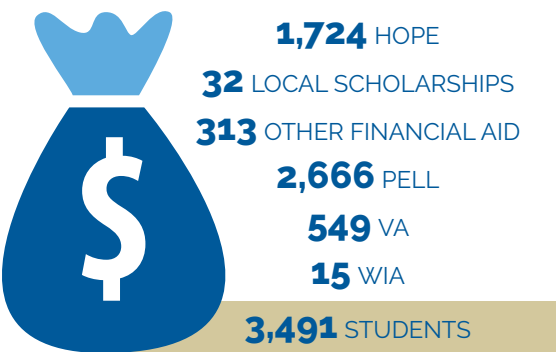 1,724 HOPE
32 LOCAL SCHOLARSHIPS
313 OTHER FINANCIAL AID
2,666 PELL
549 VA
15 WIA
$
3,491 STUDENTS